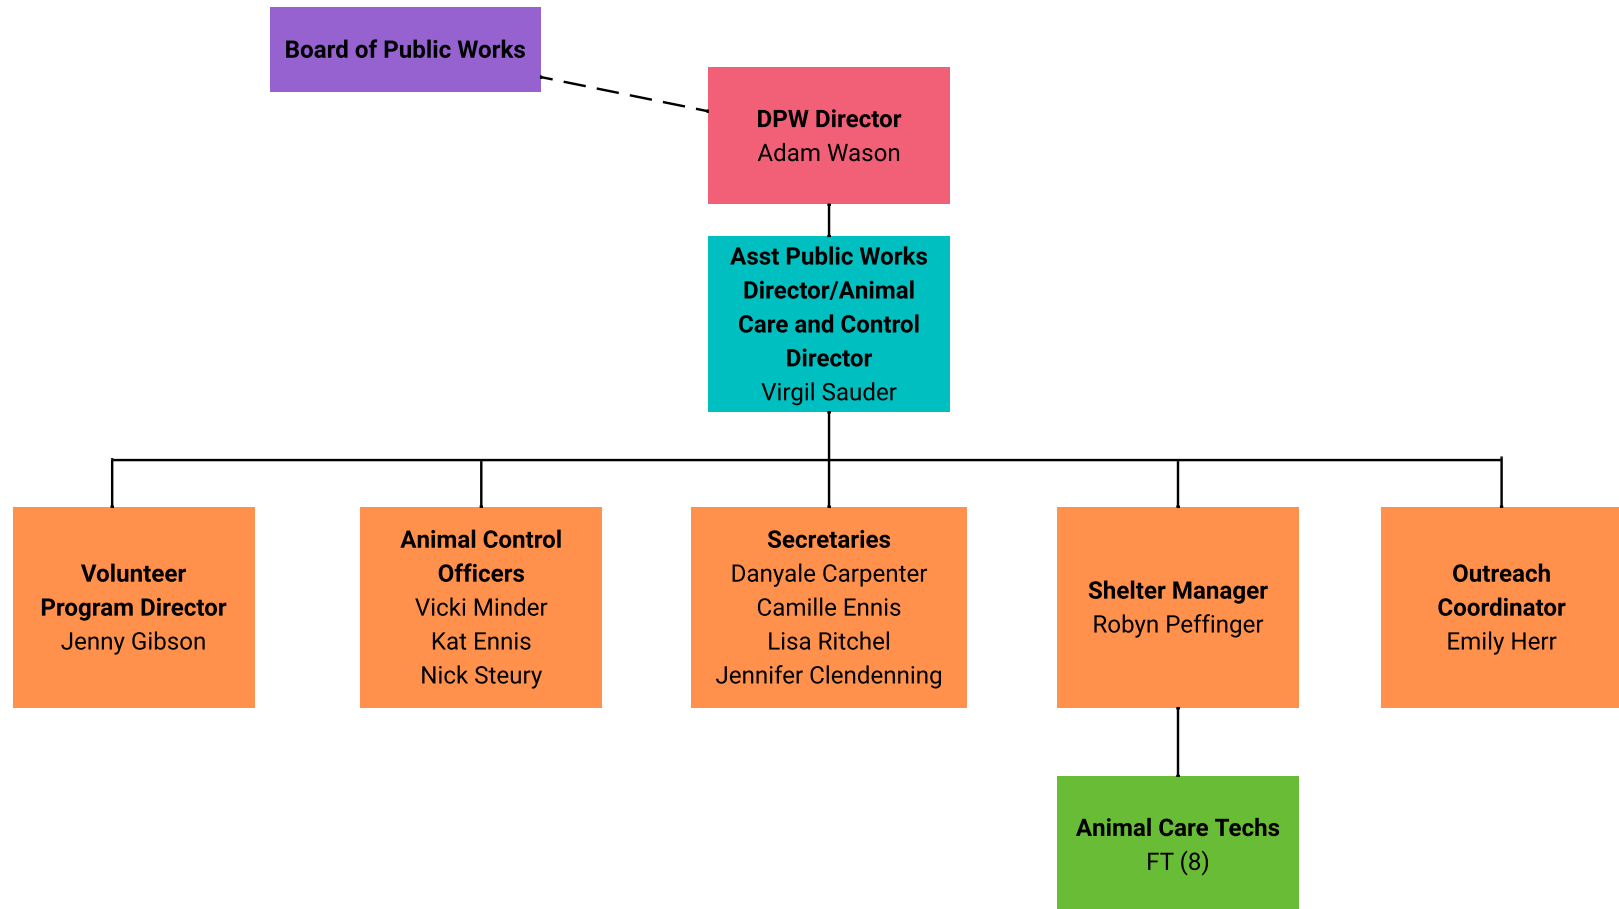 Board of Public Works
DPW Director
Adam Wason
Asst Public Works
Director/Animal
Care and Control
Director
Virgil Sauder
Volunteer
Program Director
Jenny Gibson
Animal Control
Officers
Vicki Minder
Kat Ennis
Nick Steury
Secretaries
Danyale Carpenter
Camille Ennis
Lisa Ritchel
Jennifer Clendenning
Shelter Manager
Robyn Peffinger
Outreach
Coordinator
Emily Herr
Animal Care Techs
FT (8)